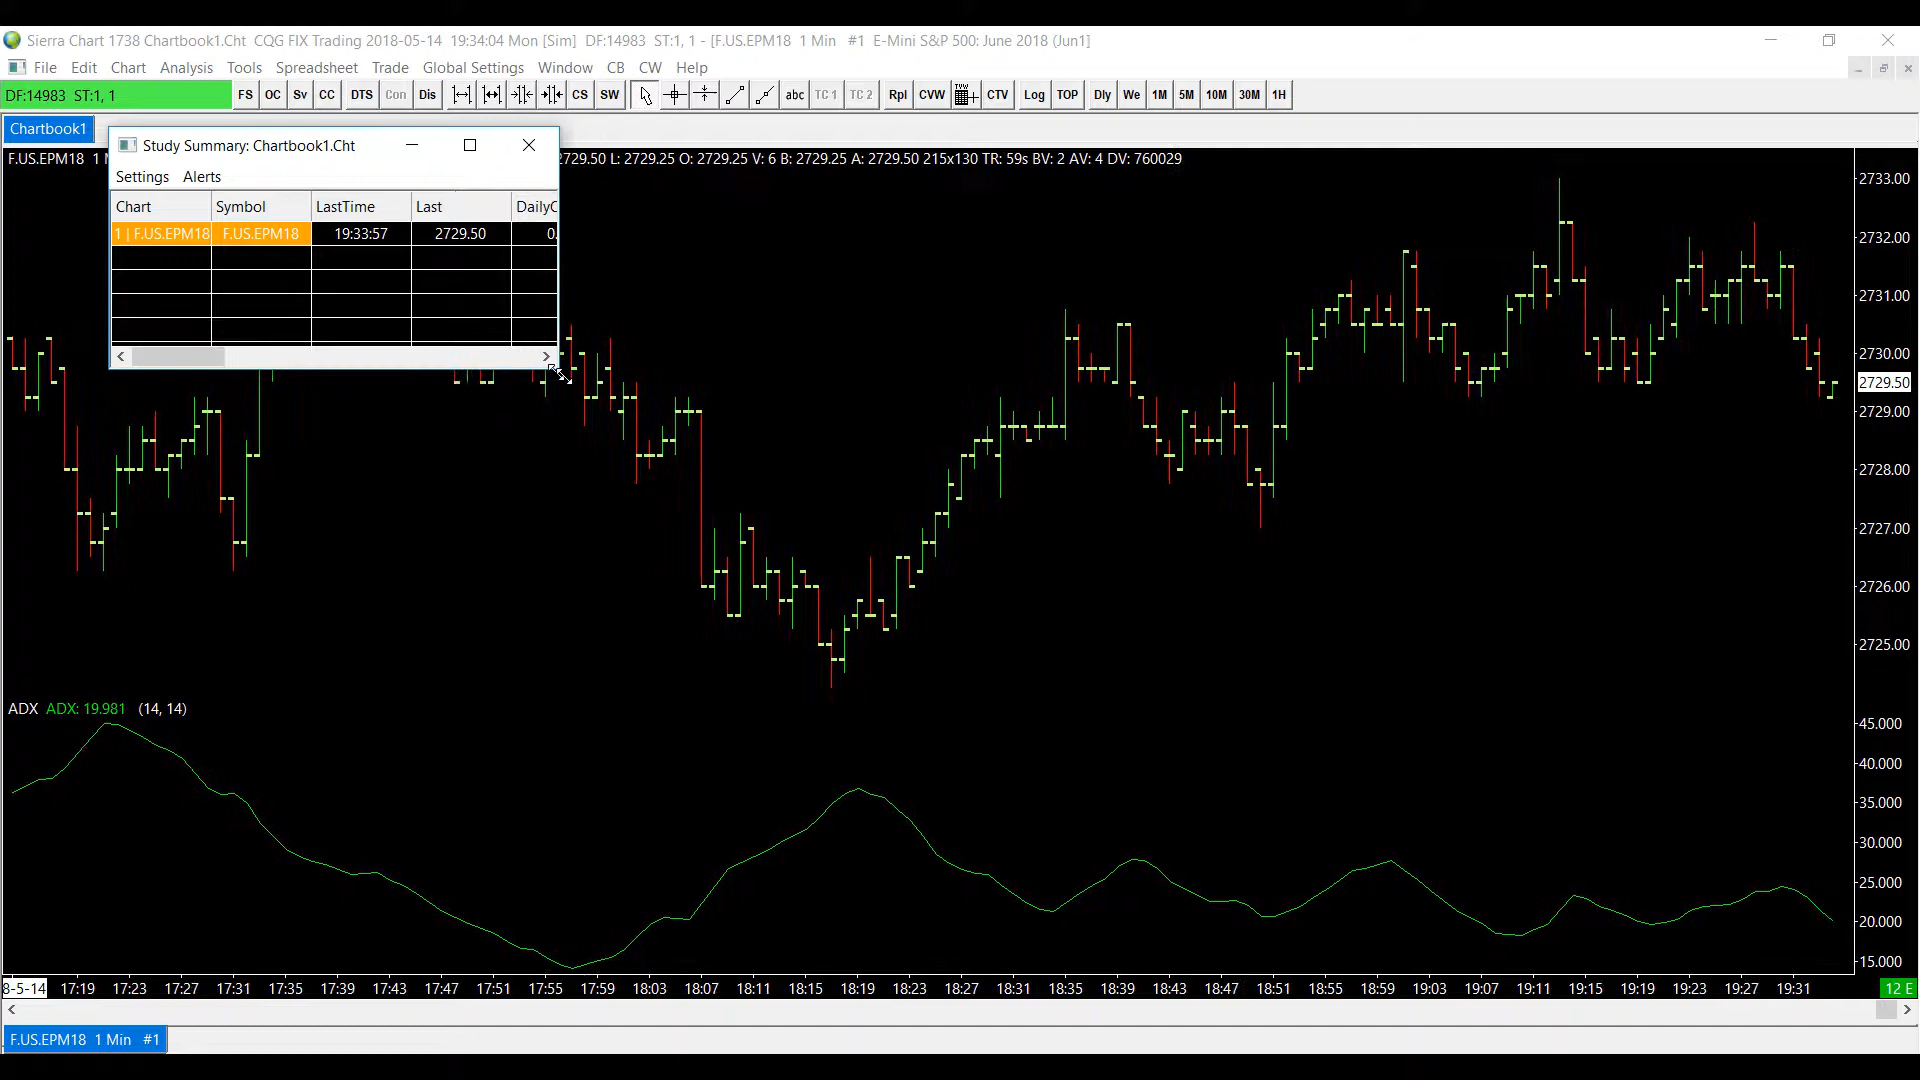 Sierra Chart 1738 Chartbook1.Cht  CQG FIX Trading 2018-05-14  19:34:04 Mon [Sim]  DF:14983  ST:1, 1 - [F.US.EPM18  1 Min   #1  E-Mini S&P 500: June 2018 (Jun1]
File Edit Chart Analysis Tools Spreadsheet Trade Global Settings Window CB CW Help
DF:14983  ST:1, 1 FS OC Sv CC DTS Con Dis CS SW abc TC 1 TC 2 Rpl CVW TVW CTV Log TOP Dly We 1M 5M 10M 30M 1H
Chartbook1
Study Summary: Chartbook1.Cht
F.US.EPM18  1 2729.50 L: 2729.25 O: 2729.25 V: 6 B: 2729.25 A: 2729.50 215x130 TR: 59s BV: 2 AV: 4 DV: 760029
Settings Alerts
Chart Symbol LastTime Last DailyC
1 | F.US.EPM18 F.US.EPM18 19:33:57 2729.50 0.
2733.00
2732.00
2731.00
2730.00
2729.50
2729.00
2728.00
2727.00
2726.00
2725.00
ADX ADX: 19.981 (14, 14)
45.000
40.000
35.000
30.000
25.000
20.000
15.000
8-5-14 17:19 17:23 17:27 17:31 17:35 17:39 17:43 17:47 17:51 17:55 17:59 18:03 18:07 18:11 18:15 18:19 18:23 18:27 18:31 18:35 18:39 18:43 18:47 18:51 18:55 18:59 19:03 19:07 19:11 19:15 19:19 19:23 19:27 19:31 12 E
F.US.EPM18  1 Min   #1